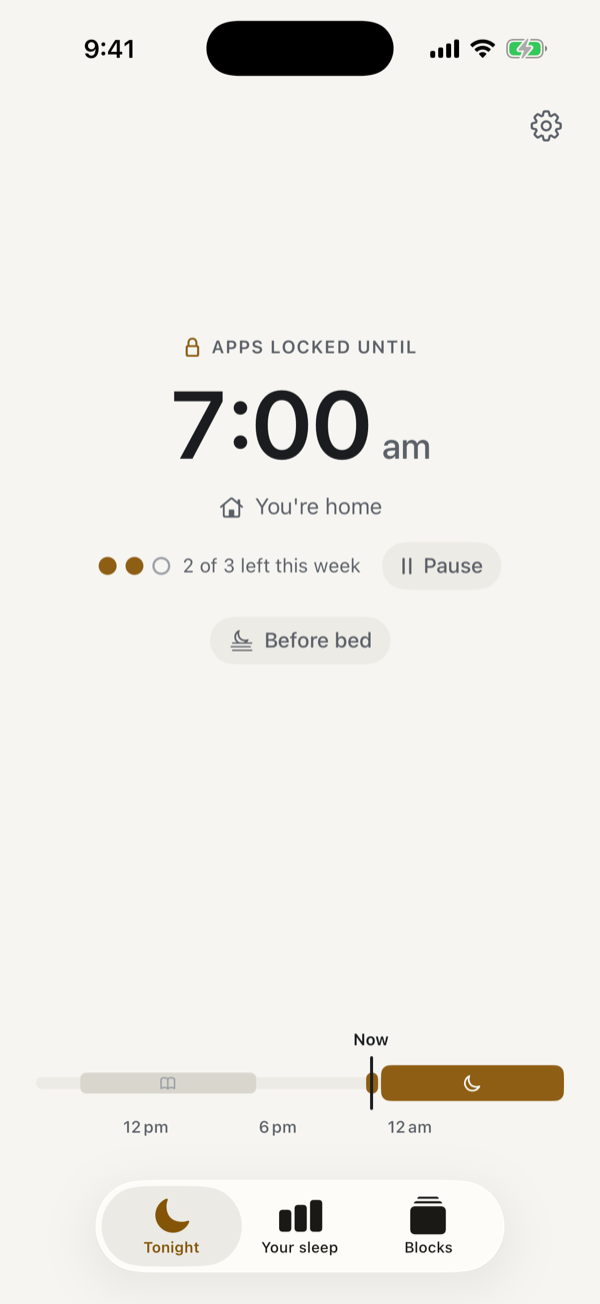 9:41
APPS LOCKED UNTIL
7:00 am
You're home
2 of 3 left this week
Pause
Before bed
Now
12 pm
6 pm
12 am
Tonight
Your sleep
Blocks